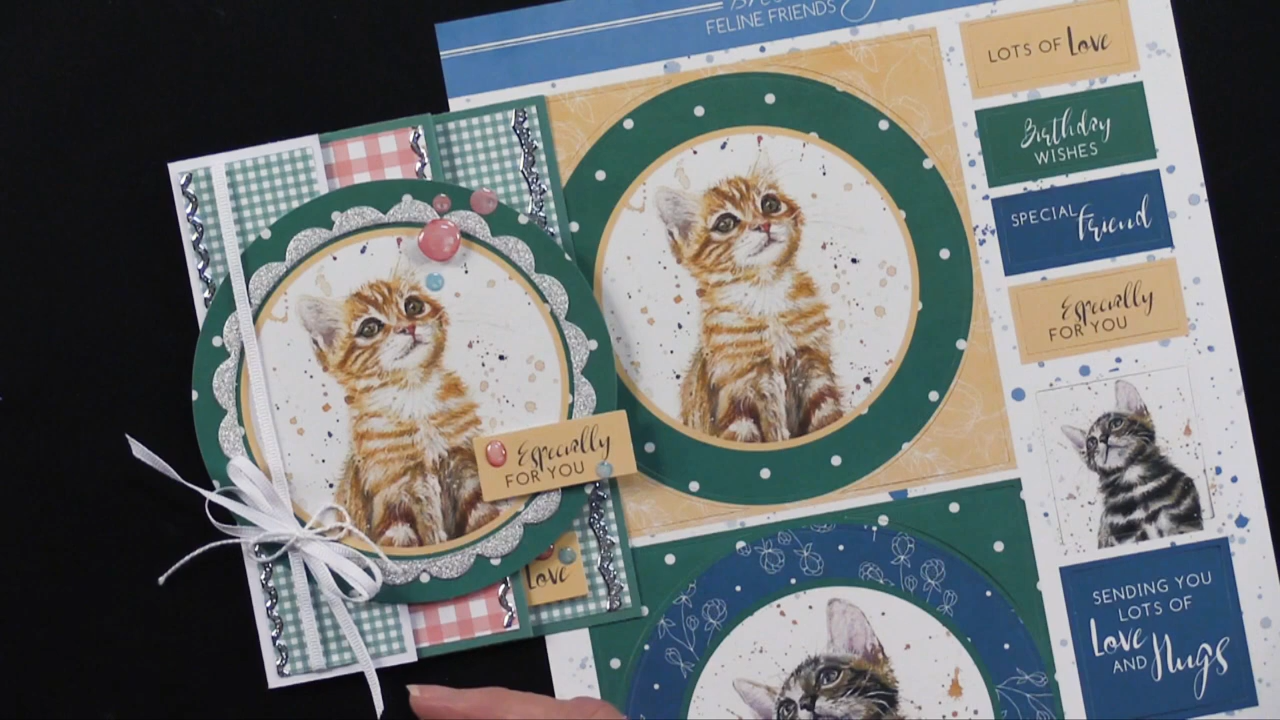 FELINE FRIENDS
LOTS OF Love
Birthday
WISHES
SPECIAL Friend
Especially
FOR YOU
Especially
FOR YOU
Love
SENDING YOU
LOTS OF
Love
AND Hugs